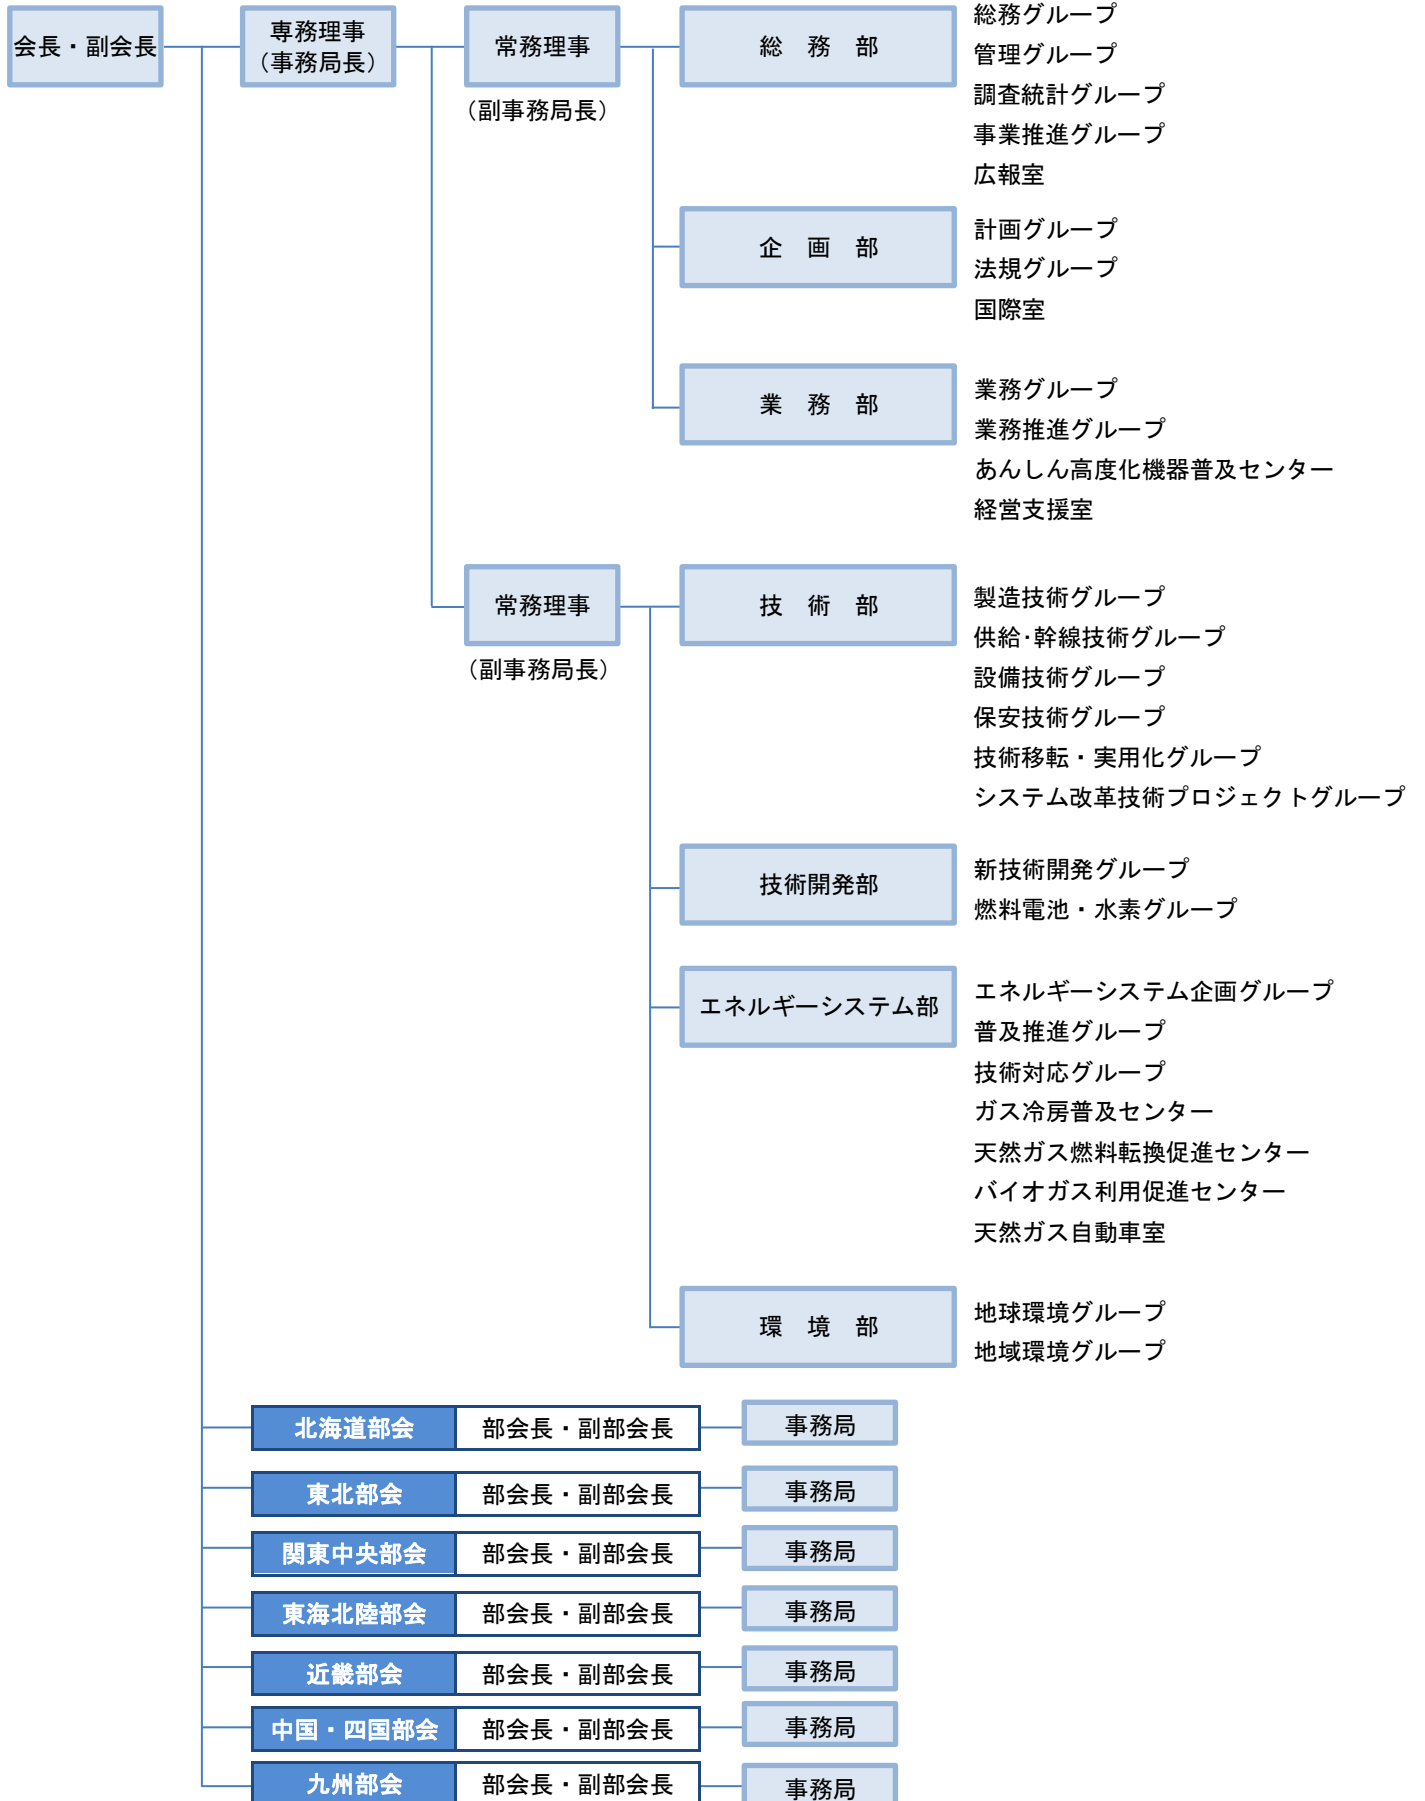 会長・副会長
専務理事
（事務局長）
常務理事
（副事務局長）
総　務　部
総務グループ
管理グループ
調査統計グループ
事業推進グループ
広報室
企　画　部
計画グループ
法規グループ
国際室
業　務　部
業務グループ
業務推進グループ
あんしん高度化機器普及センター
経営支援室
常務理事
（副事務局長）
技　術　部
製造技術グループ
供給･幹線技術グループ
設備技術グループ
保安技術グループ
技術移転・実用化グループ
システム改革技術プロジェクトグループ
技術開発部
新技術開発グループ
燃料電池・水素グループ
エネルギーシステム部
エネルギーシステム企画グループ
普及推進グループ
技術対応グループ
ガス冷房普及センター
天然ガス燃料転換促進センター
バイオガス利用促進センター
天然ガス自動車室
環　境　部
地球環境グループ
地域環境グループ
北海道部会 部会長・副部会長 事務局
東北部会 部会長・副部会長 事務局
関東中央部会 部会長・副部会長 事務局
東海北陸部会 部会長・副部会長 事務局
近畿部会 部会長・副部会長 事務局
中国・四国部会 部会長・副部会長 事務局
九州部会 部会長・副部会長 事務局